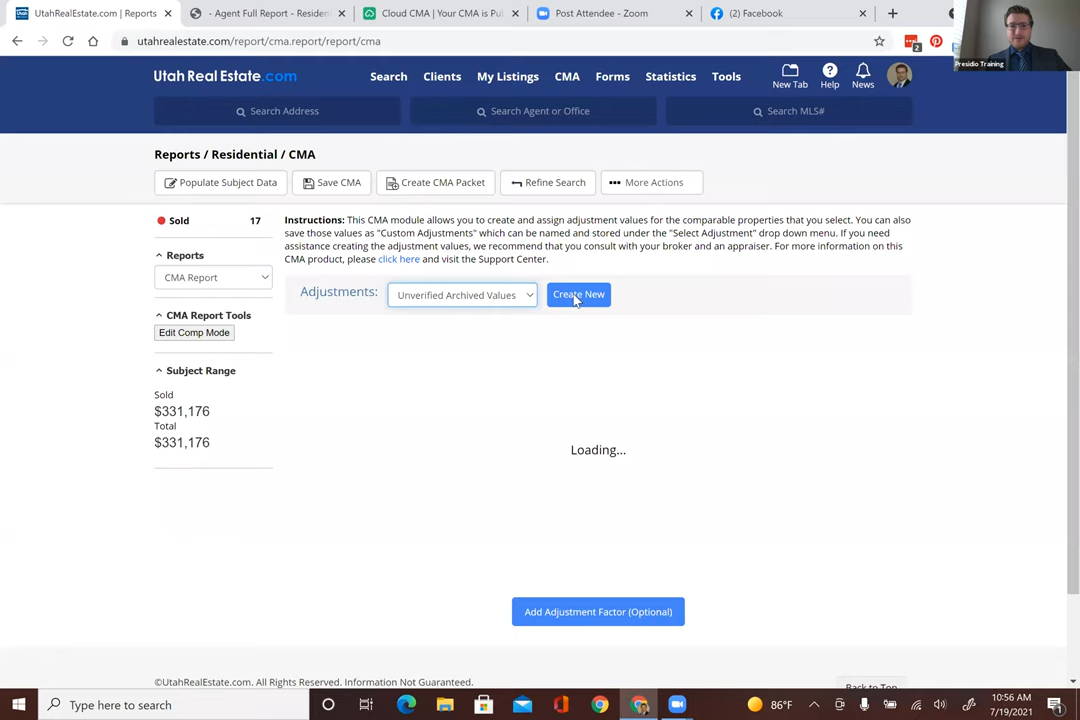 UtahRealEstate.com | Reports
- Agent Full Report - Residen
Cloud CMA | Your CMA is Pu
Post Attendee - Zoom
(2) Facebook
utahrealestate.com/report/cma.report/report/cma
2
Presidio Training
Utah Real Estate.com
Search
Clients
My Listings
CMA
Forms
Statistics
Tools
New Tab
Help
News
Search Address
Search Agent or Office
Search MLS#
Reports / Residential / CMA
Populate Subject Data
Save CMA
Create CMA Packet
Refine Search
More Actions
Sold 17
Reports
CMA Report
CMA Report Tools
Edit Comp Mode
Subject Range
Sold
$331,176
Total
$331,176
Instructions: This CMA module allows you to create and assign adjustment values for the comparable properties that you select. You can also
save those values as "Custom Adjustments" which can be named and stored under the "Select Adjustment" drop down menu. If you need
assistance creating the adjustment values, we recommend that you consult with your broker and an appraiser. For more information on this
CMA product, please click here and visit the Support Center.
Adjustments:
Unverified Archived Values
Create New
Loading...
Add Adjustment Factor (Optional)
©UtahRealEstate.com. All Rights Reserved. Information Not Guaranteed.
Back to Top
Type here to search
86°F
10:56 AM
7/19/2021
1